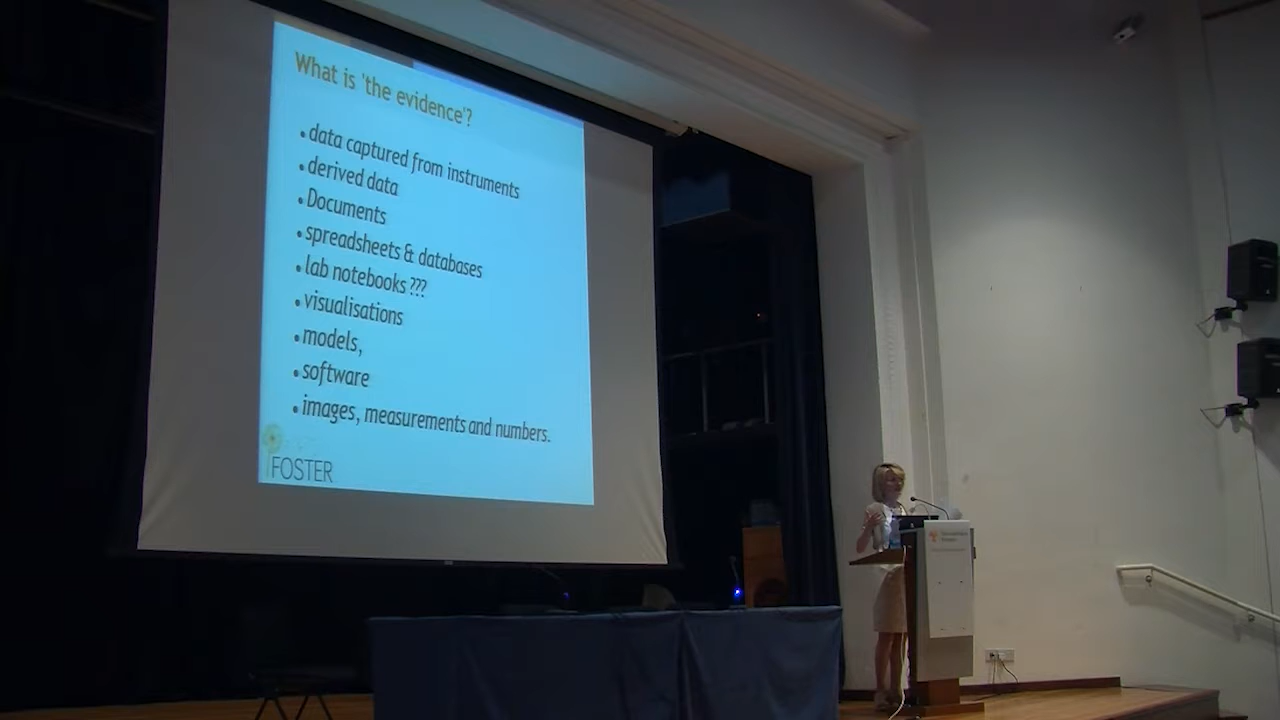 What is 'the evidence'?
• data captured from instruments
• derived data
• Documents
• spreadsheets & databases
• lab notebooks ???
• visualisations
• models,
• software
• images, measurements and numbers.
FOSTER